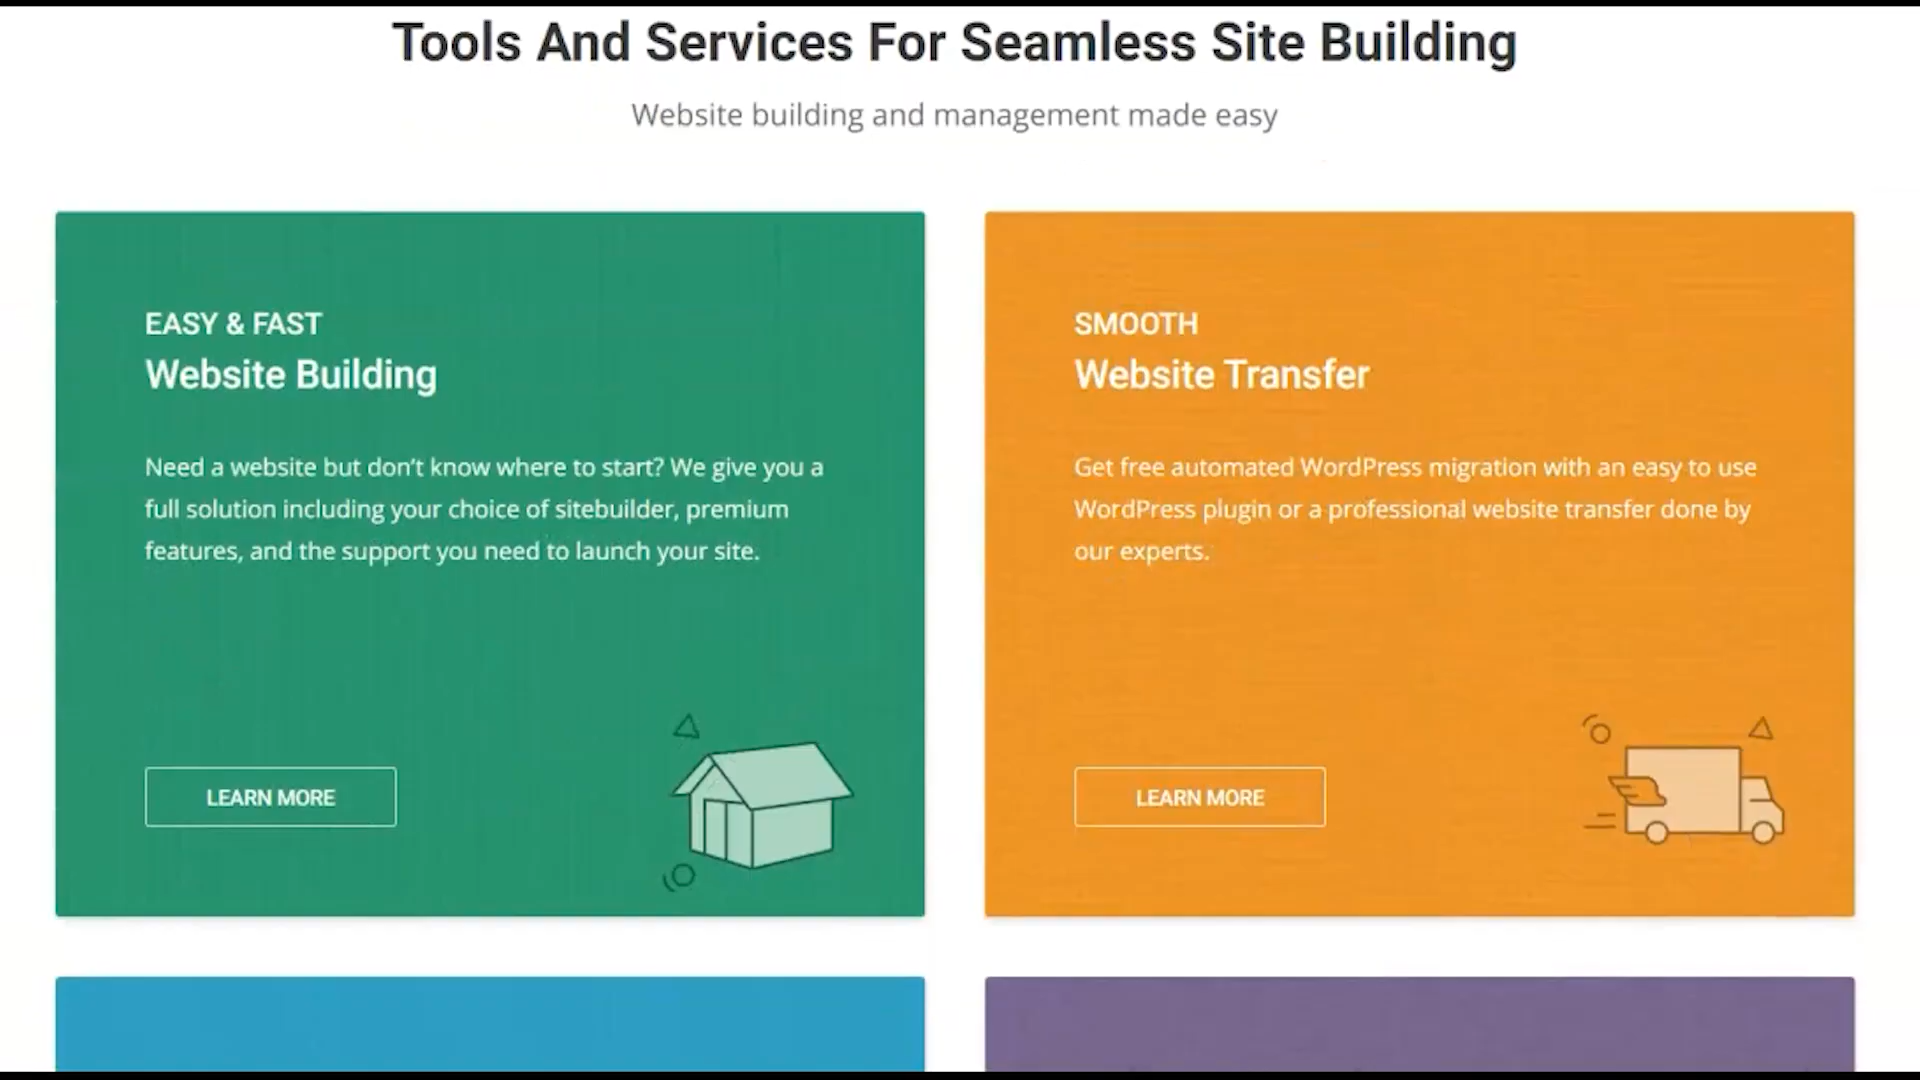 Tools And Services For Seamless Site Building
Website building and management made easy
EASY & FAST
Website Building
Need a website but don’t know where to start? We give you a
full solution including your choice of sitebuilder, premium
features, and the support you need to launch your site.
LEARN MORE
SMOOTH
Website Transfer
Get free automated WordPress migration with an easy to use
WordPress plugin or a professional website transfer done by
our experts.
LEARN MORE